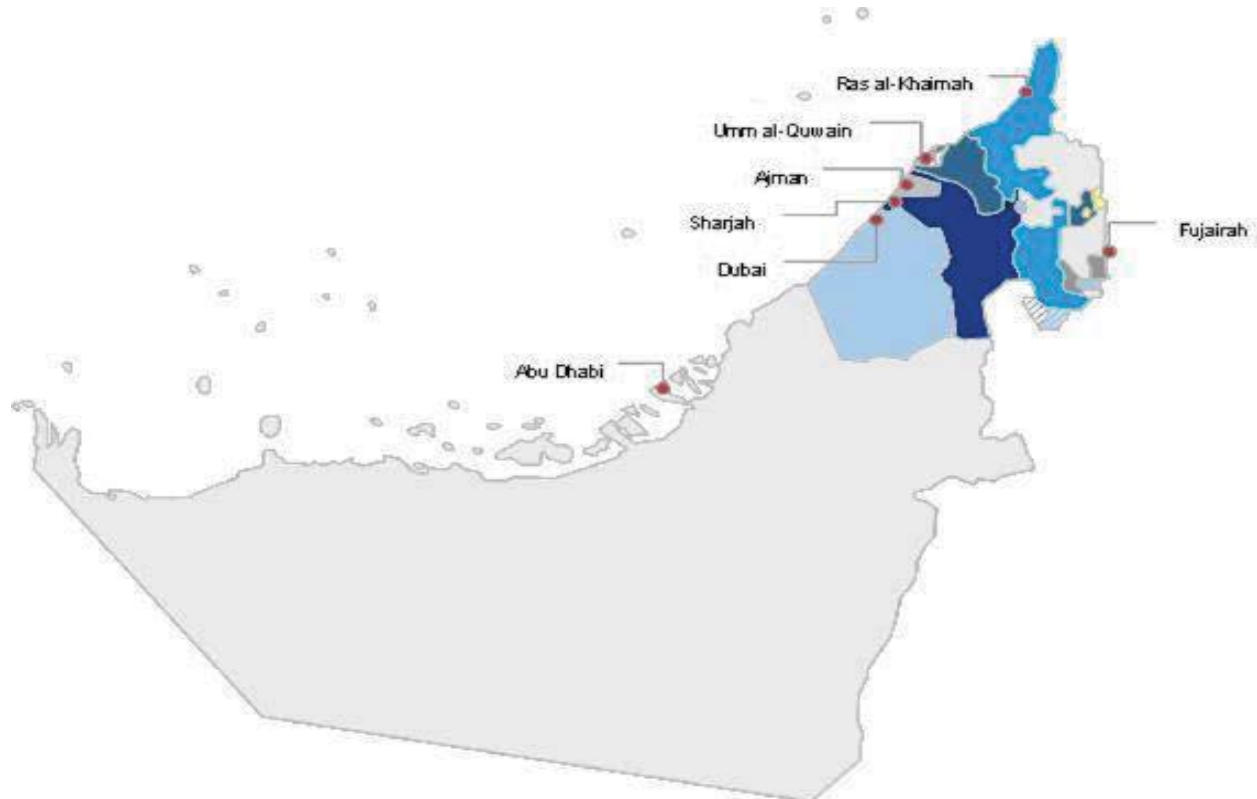 Ras al-Khaimah
Umm al-Quwain
Ajman
Sharjah
Fujairah
Dubai
Abu Dhabi